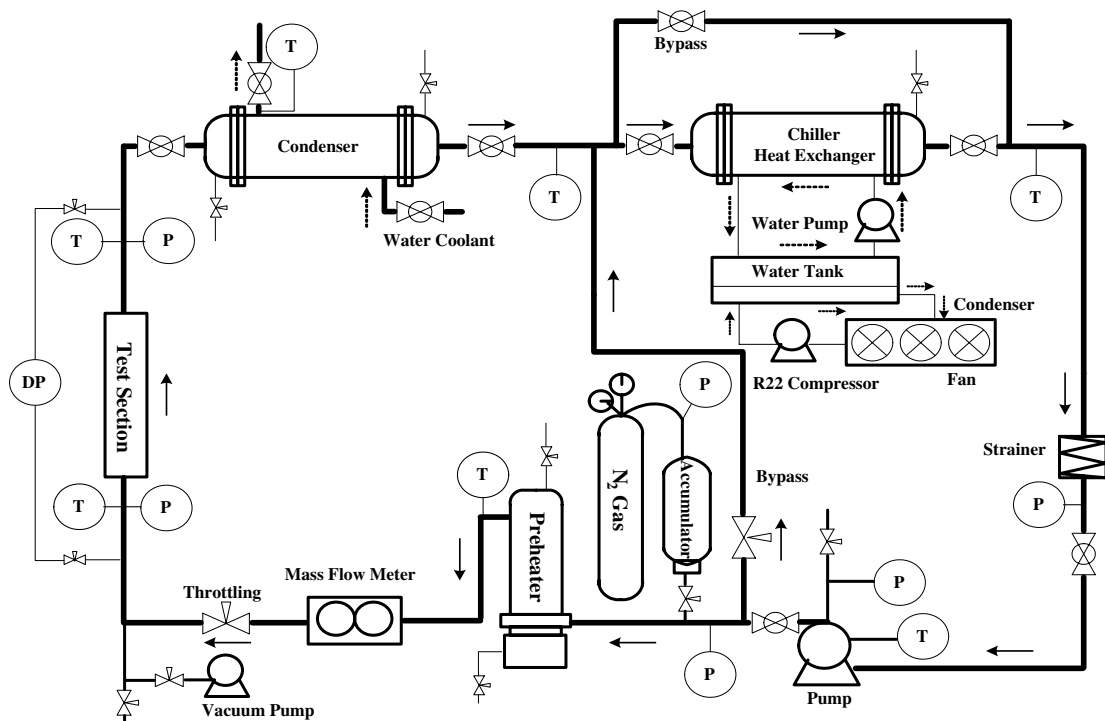 T
Bypass
Condenser
Chiller
Heat Exchanger
T
T
Water Coolant
Water Pump
T
P
Water Tank
Condenser
DP
Test Section
R22 Compressor
Fan
P
N2 Gas
Accumulator
Strainer
T
Preheater
Bypass
T
P
P
Mass Flow Meter
Throttling
P
T
P
Pump
Vacuum Pump